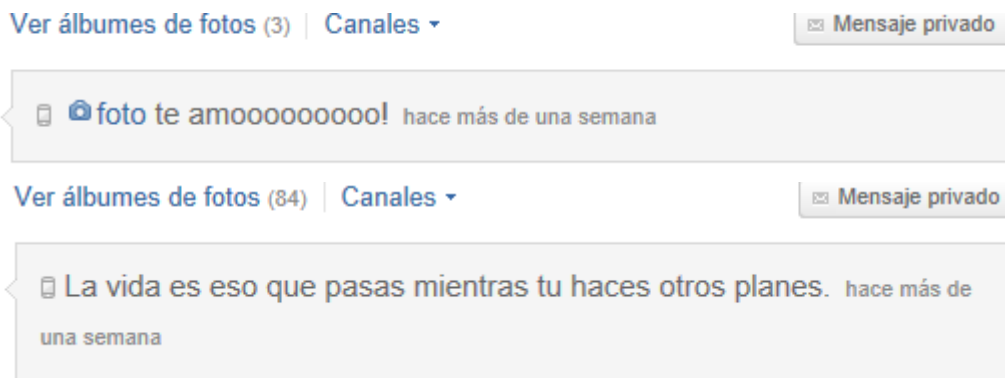 Ver álbumes de fotos (3) Canales Mensaje privado
foto te amooooooooo! hace más de una semana
Ver álbumes de fotos (84) Canales Mensaje privado
La vida es eso que pasas mientras tu haces otros planes. hace más de
una semana